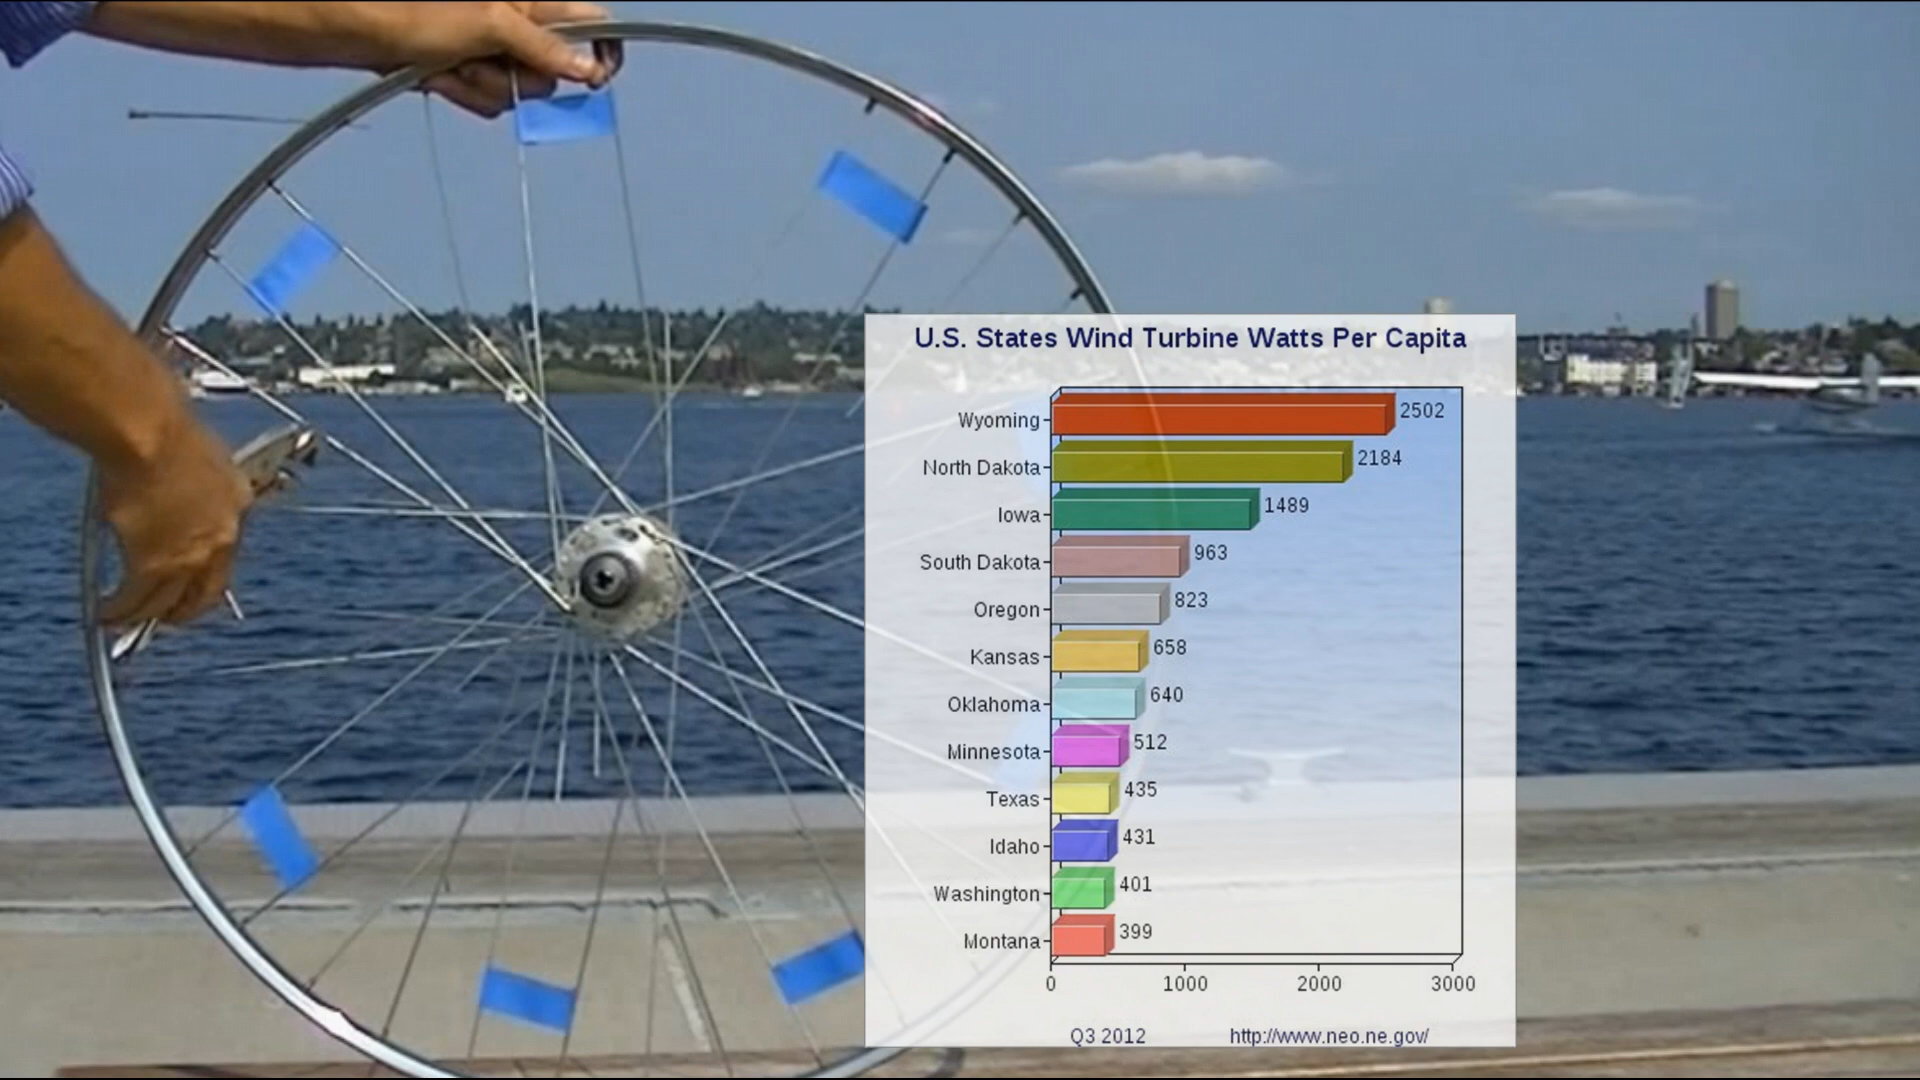 U.S. States Wind Turbine Watts Per Capita
Wyoming 2502
North Dakota 2184
Iowa 1489
South Dakota 963
Oregon 823
Kansas 658
Oklahoma 640
Minnesota 512
Texas 435
Idaho 431
Washington 401
Montana 399
0 1000 2000 3000
Q3 2012 http://www.neo.ne.gov/